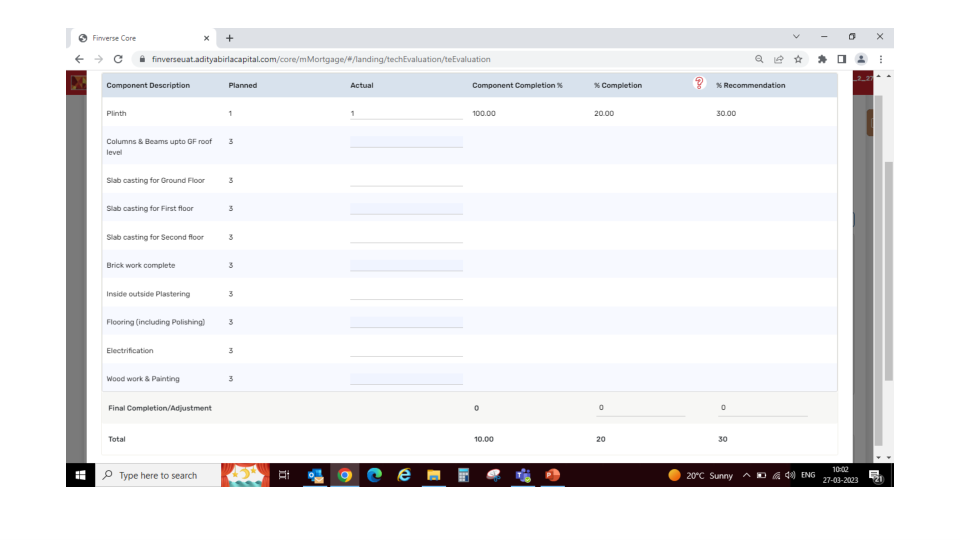 Finverse Core
finverseuat.adityabirlacapital.com/core/mMortgage/#/landing/techEvaluation/teEvaluation
Component Description Planned Actual Component Completion % % Completion % Recommendation
Plinth 1 1 100.00 20.00 30.00
Columns & Beams upto GF roof 3
level
Slab casting for Ground Floor 3
Slab casting for First floor 3
Slab casting for Second floor 3
Brick work complete 3
Inside outside Plastering 3
Flooring (including Polishing) 3
Electrification 3
Wood work & Painting 3
Final Completion/Adjustment 0 0 0
Total 10.00 20 30
Type here to search 20°C Sunny ENG 10:02
27-03-2023